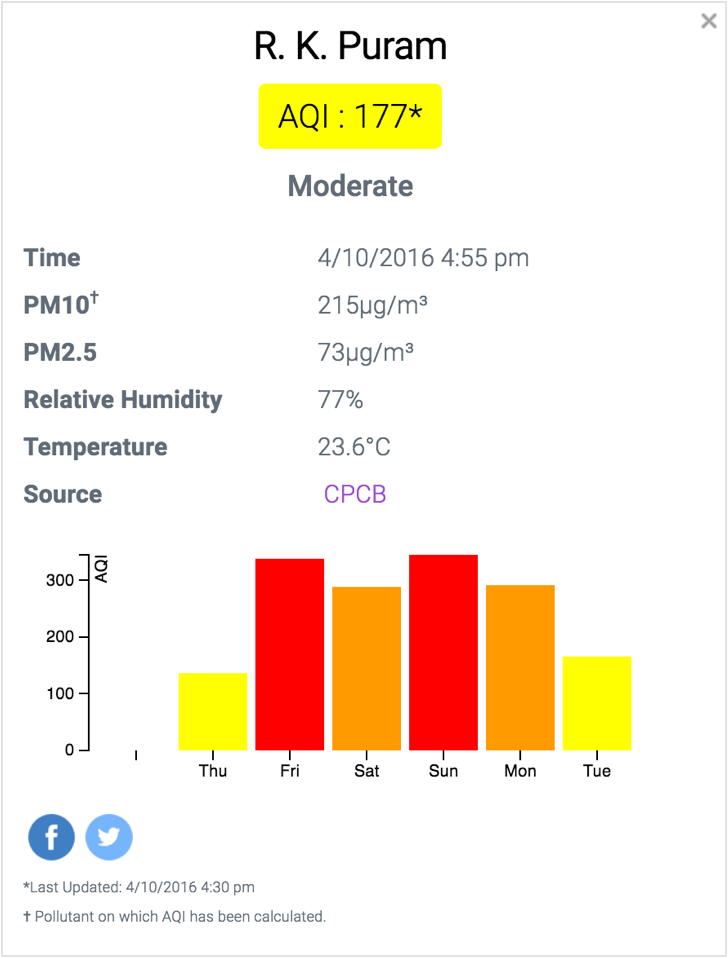 R. K. Puram
AQI : 177*
Moderate
Time 4/10/2016 4:55 pm
PM10† 215µg/m³
PM2.5 73µg/m³
Relative Humidity 77%
Temperature 23.6°C
Source CPCB
AQI
300
200
100
0
Thu Fri Sat Sun Mon Tue
*Last Updated: 4/10/2016 4:30 pm
† Pollutant on which AQI has been calculated.